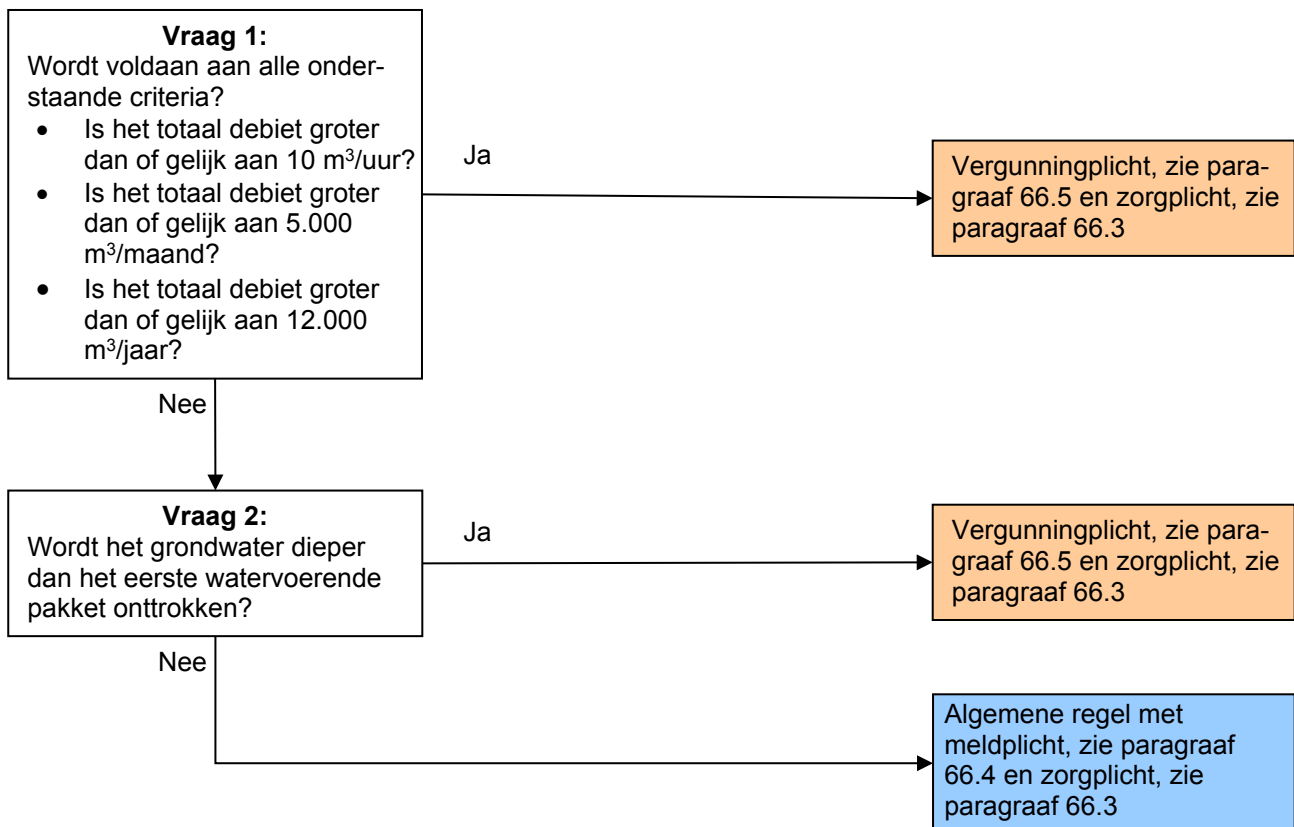 Vraag 1:
Wordt voldaan aan alle onder-
staande criteria?
• Is het totaal debiet groter
dan of gelijk aan 10 m³/uur?
• Is het totaal debiet groter
dan of gelijk aan 5.000
m³/maand?
• Is het totaal debiet groter
dan of gelijk aan 12.000
m³/jaar?
Ja
Vergunningplicht, zie para-
graaf 66.5 en zorgplicht, zie
paragraaf 66.3
Nee
Vraag 2:
Wordt het grondwater dieper
dan het eerste watervoerende
pakket onttrokken?
Ja
Vergunningplicht, zie para-
graaf 66.5 en zorgplicht, zie
paragraaf 66.3
Nee
Algemene regel met
meldplicht, zie paragraaf
66.4 en zorgplicht, zie
paragraaf 66.3